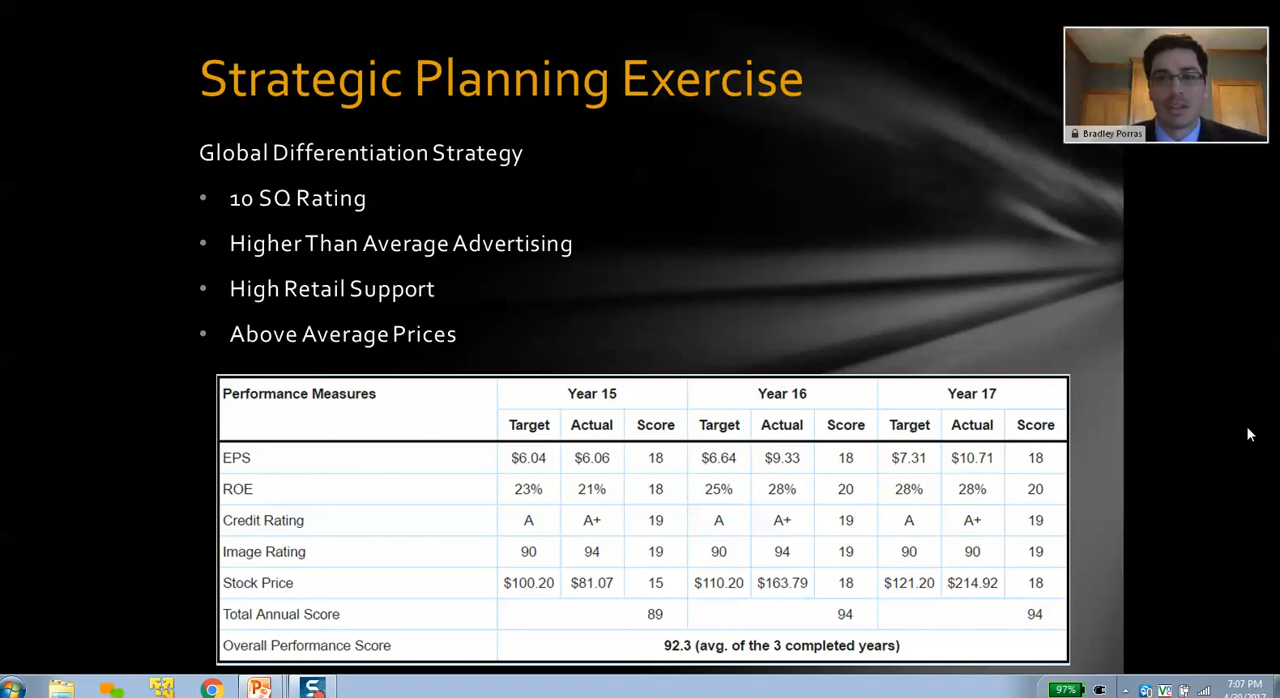 Strategic Planning Exercise
Bradley Porras
Global Differentiation Strategy
• 10 SQ Rating
• Higher Than Average Advertising
• High Retail Support
• Above Average Prices
Performance Measures Year 15 Year 16 Year 17
Target Actual Score Target Actual Score Target Actual Score
EPS $6.04 $6.06 18 $6.64 $9.33 18 $7.31 $10.71 18
ROE 23% 21% 18 25% 28% 20 28% 28% 20
Credit Rating A A+ 19 A A+ 19 A A+ 19
Image Rating 90 94 19 90 94 19 90 90 19
Stock Price $100.20 $81.07 15 $110.20 $163.79 18 $121.20 $214.92 18
Total Annual Score 89 94 94
Overall Performance Score 92.3 (avg. of the 3 completed years)
97% 7:07 PM
4/30/2017